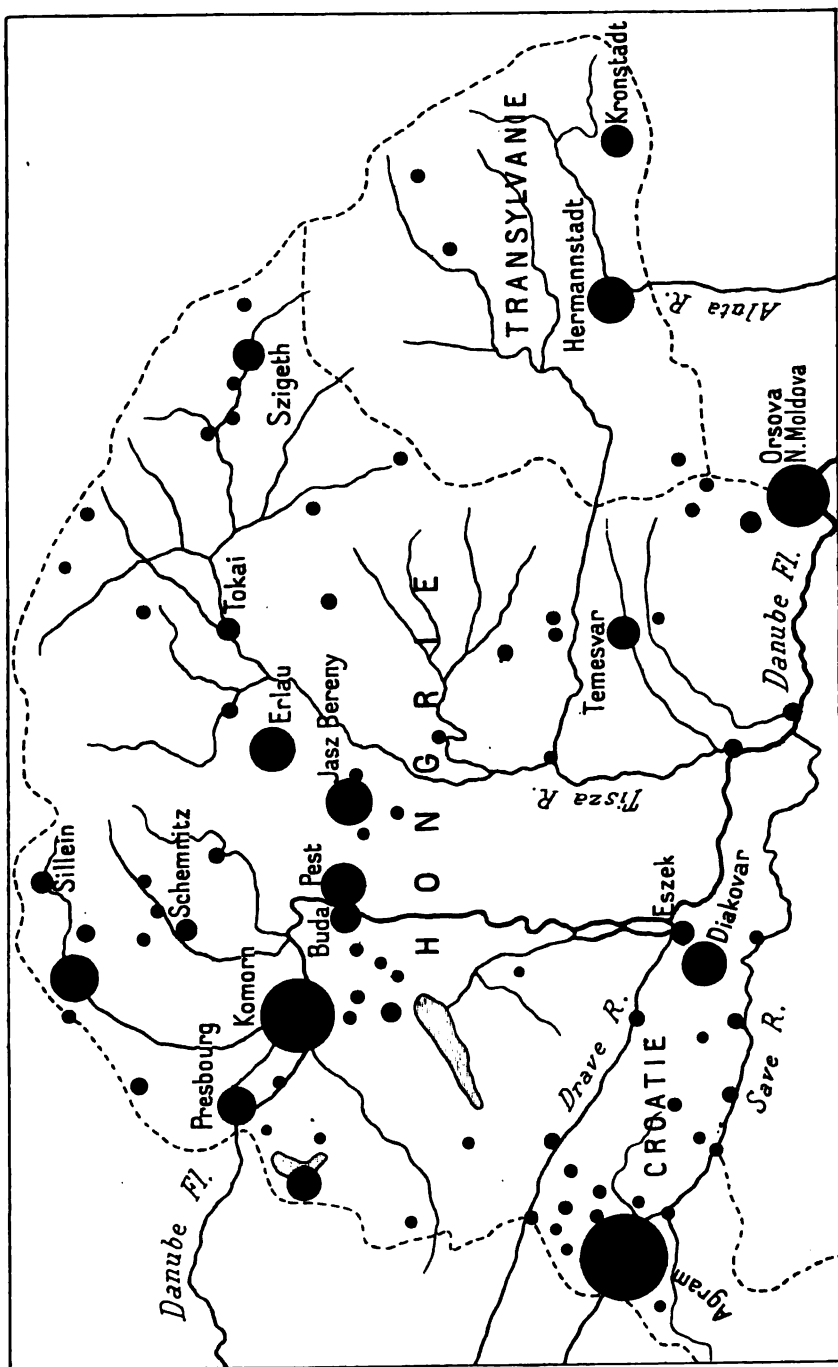 Sillein
Schemnitz
Presbourg
Danube Fl.
Komorn
Buda
Pest
Erlau
Jasz Bereny
Tokai
Szigeth
HONGRIE
TRANSYLVANIE
Kronstadt
Hermannstadt
Alata R.
Temesvar
Tisza R.
Drave R.
Eszek
Diakovar
CROATIE
Save R.
Agram
Danube Fl.
Orsova
N. Moldova